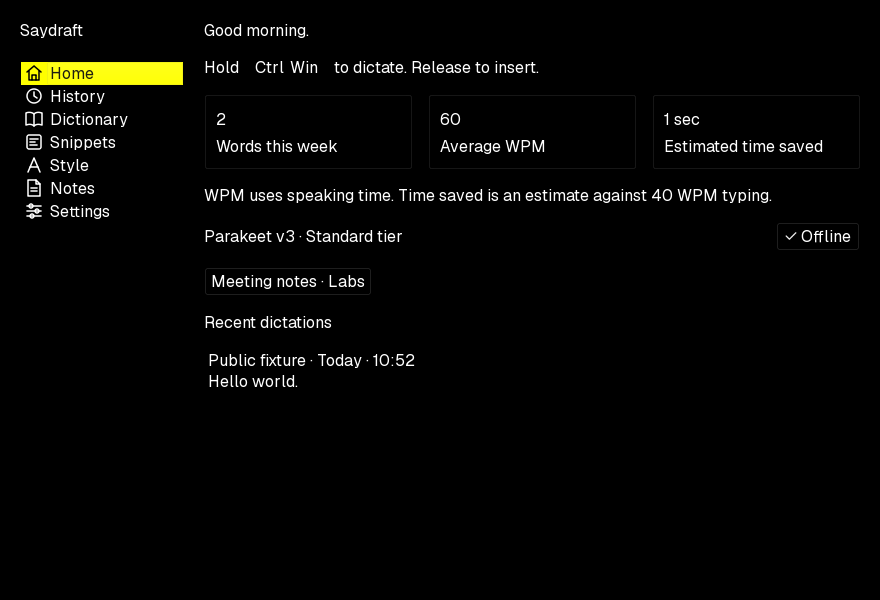 Saydraft
Home
History
Dictionary
Snippets
Style
Notes
Settings
Good morning.
Hold Ctrl Win to dictate. Release to insert.
2
Words this week
60
Average WPM
1 sec
Estimated time saved
WPM uses speaking time. Time saved is an estimate against 40 WPM typing.
Parakeet v3 · Standard tier
✓ Offline
Meeting notes · Labs
Recent dictations
Public fixture · Today · 10:52
Hello world.